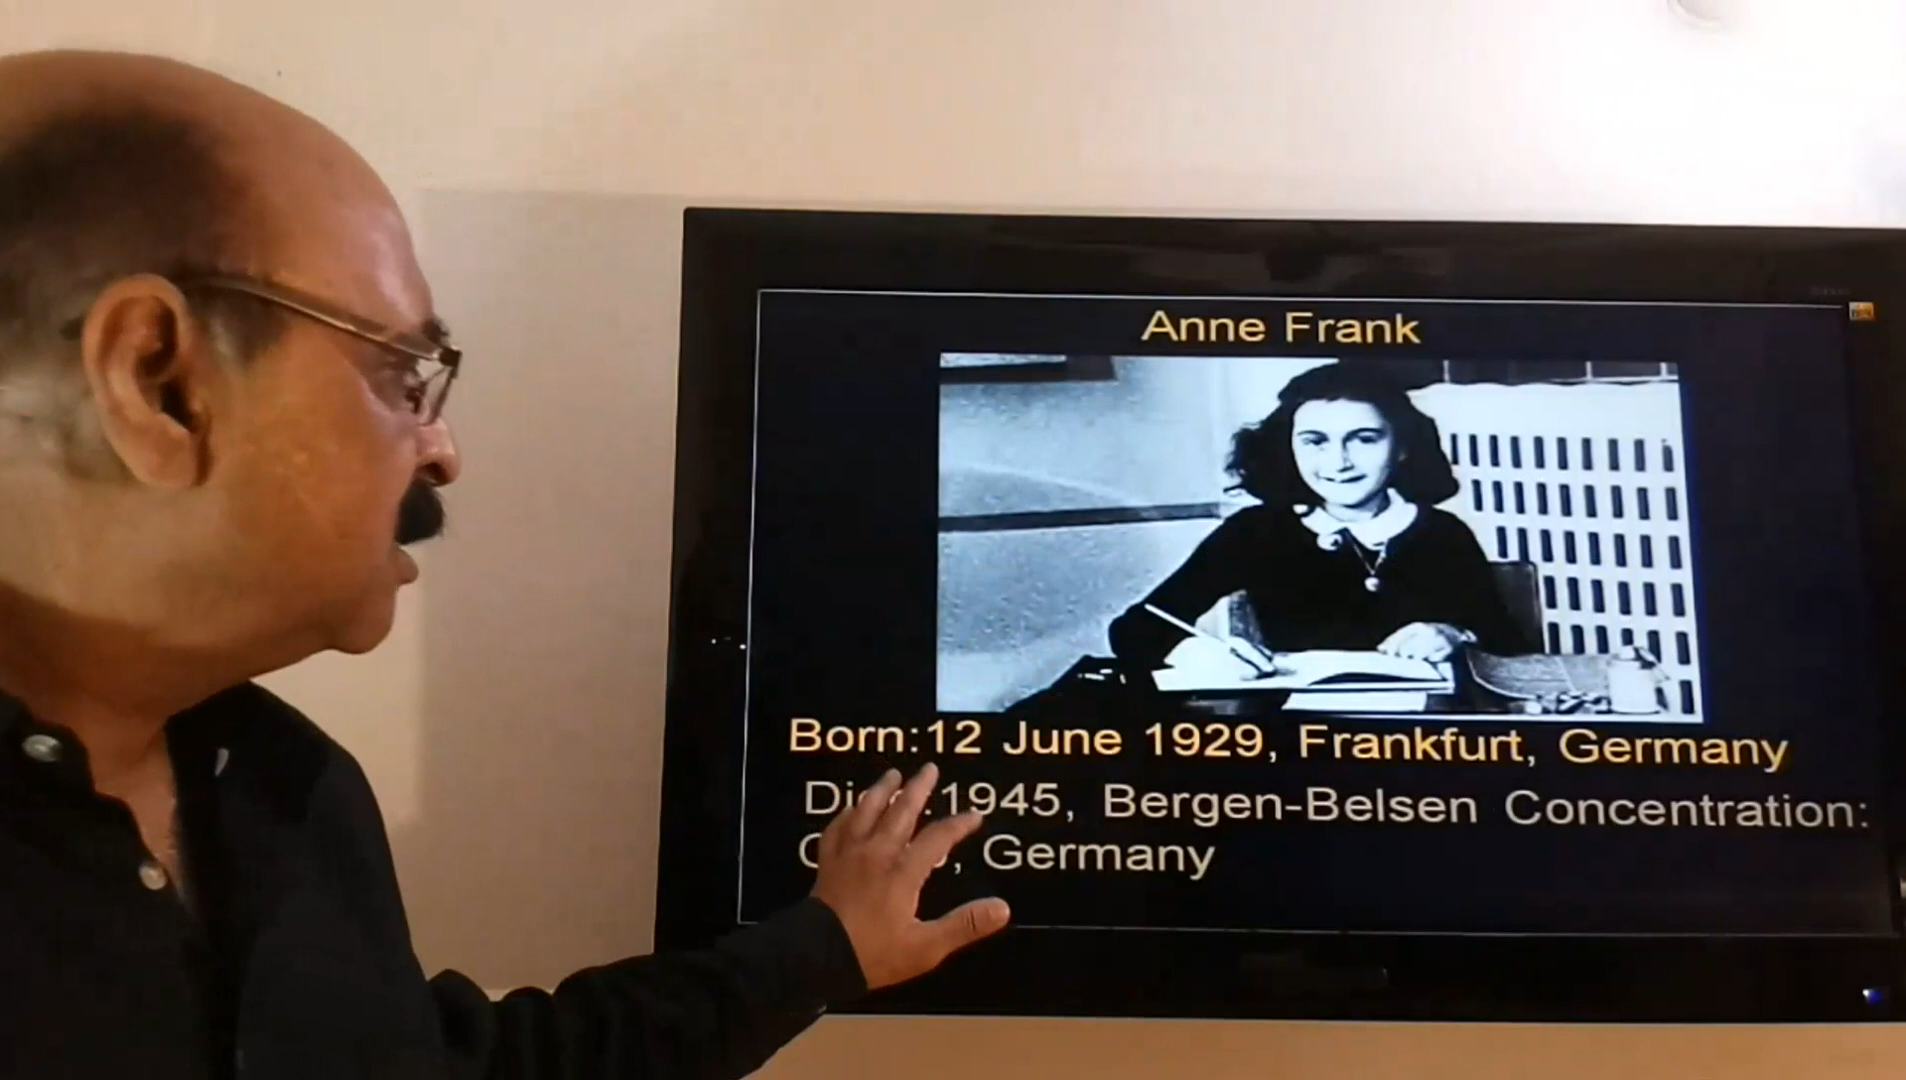 Anne Frank
Born:12 June 1929, Frankfurt, Germany
1945, Bergen-Belsen Concentration:
Germany